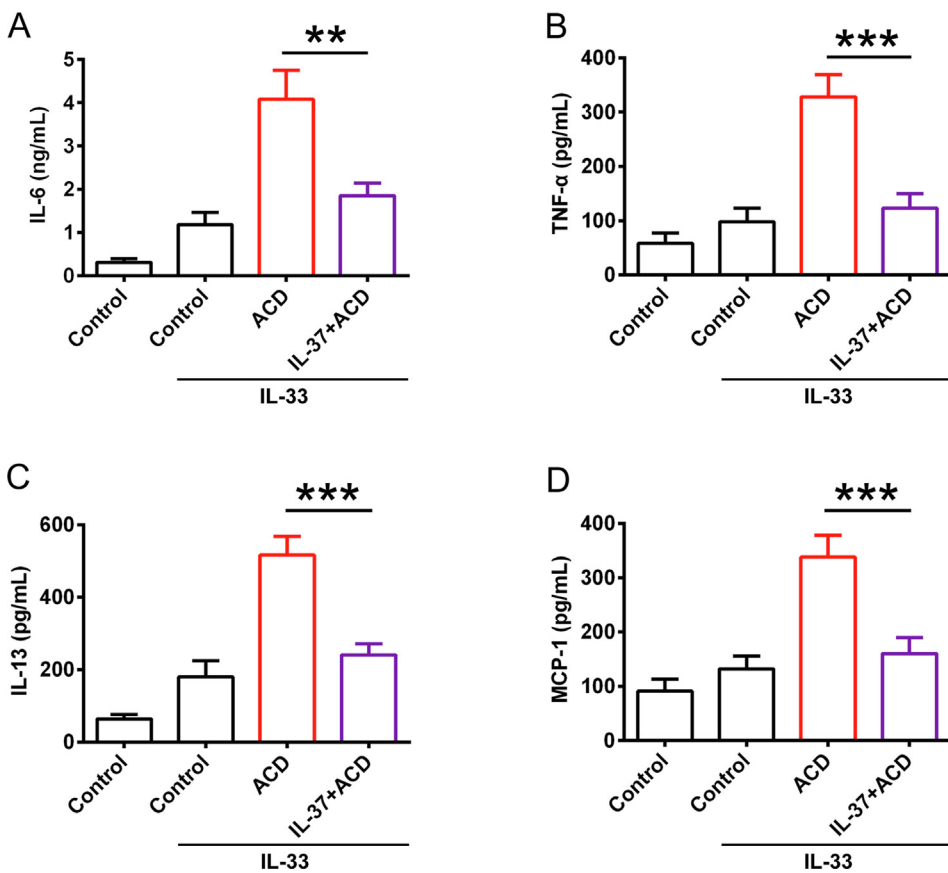 A
**
IL-6 (ng/mL)
5
4
3
2
1
0
Control
Control
ACD
IL-37+ACD
IL-33
B
***
TNF-α (pg/mL)
400
300
200
100
0
Control
Control
ACD
IL-37+ACD
IL-33
C
***
IL-13 (pg/mL)
600
400
200
0
Control
Control
ACD
IL-37+ACD
IL-33
D
***
MCP-1 (pg/mL)
400
300
200
100
0
Control
Control
ACD
IL-37+ACD
IL-33